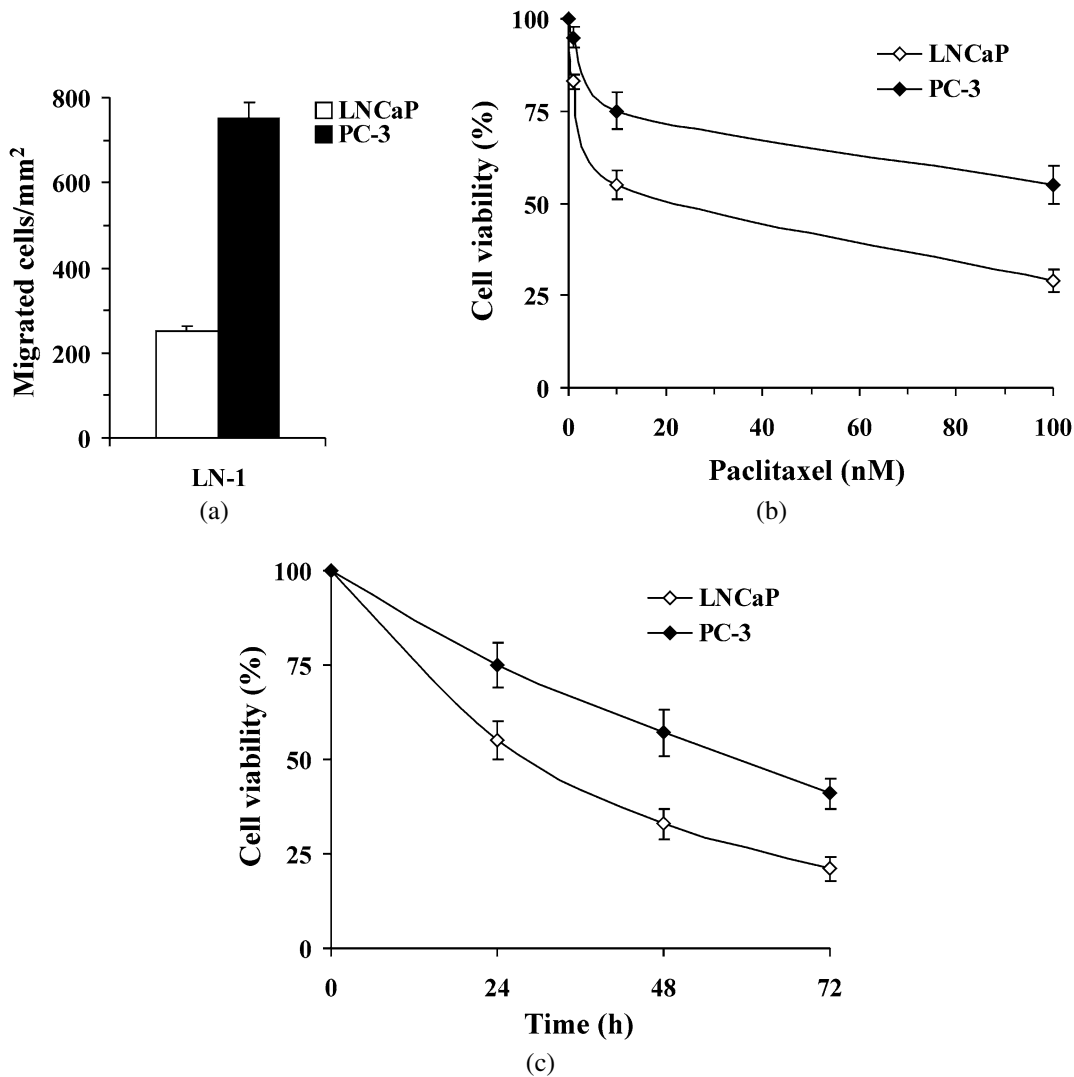 Migrated cells/mm²
800
600
400
200
0
LNCaP
PC-3
LN-1
(a)
Cell viability (%)
100
75
50
25
0
LNCaP
PC-3
0 20 40 60 80 100
Paclitaxel (nM)
(b)
Cell viability (%)
100
75
50
25
0
LNCaP
PC-3
0 24 48 72
Time (h)
(c)